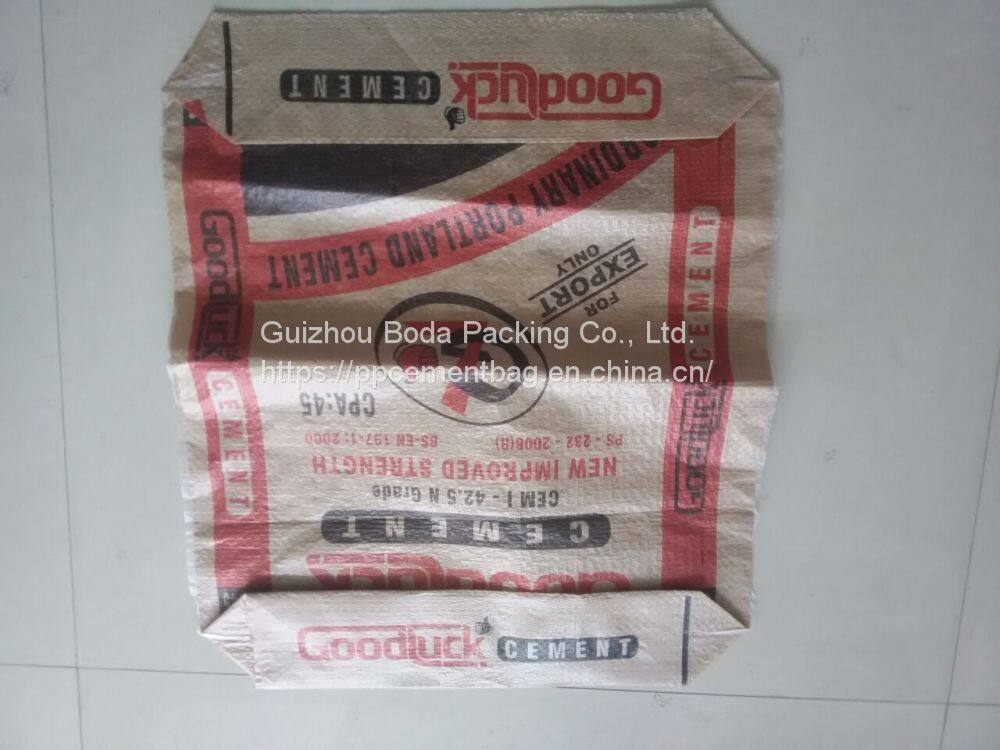 Goodluck CEMENT
ORDINARY PORTLAND CEMENT
FOR
EXPORT
ONLY
Goodluck CEMENT
CEMENT
Goodluck
Guizhou Boda Packing Co., Ltd.
https://ppcementbag.en.china.cn/
CPA:45
PS - 232 - 2008(R) BS-EN 197-1: 2000
NEW IMPROVED STRENGTH
CEM I - 42.5 N Grade
CEMENT
Goodluck
Goodluck CEMENT